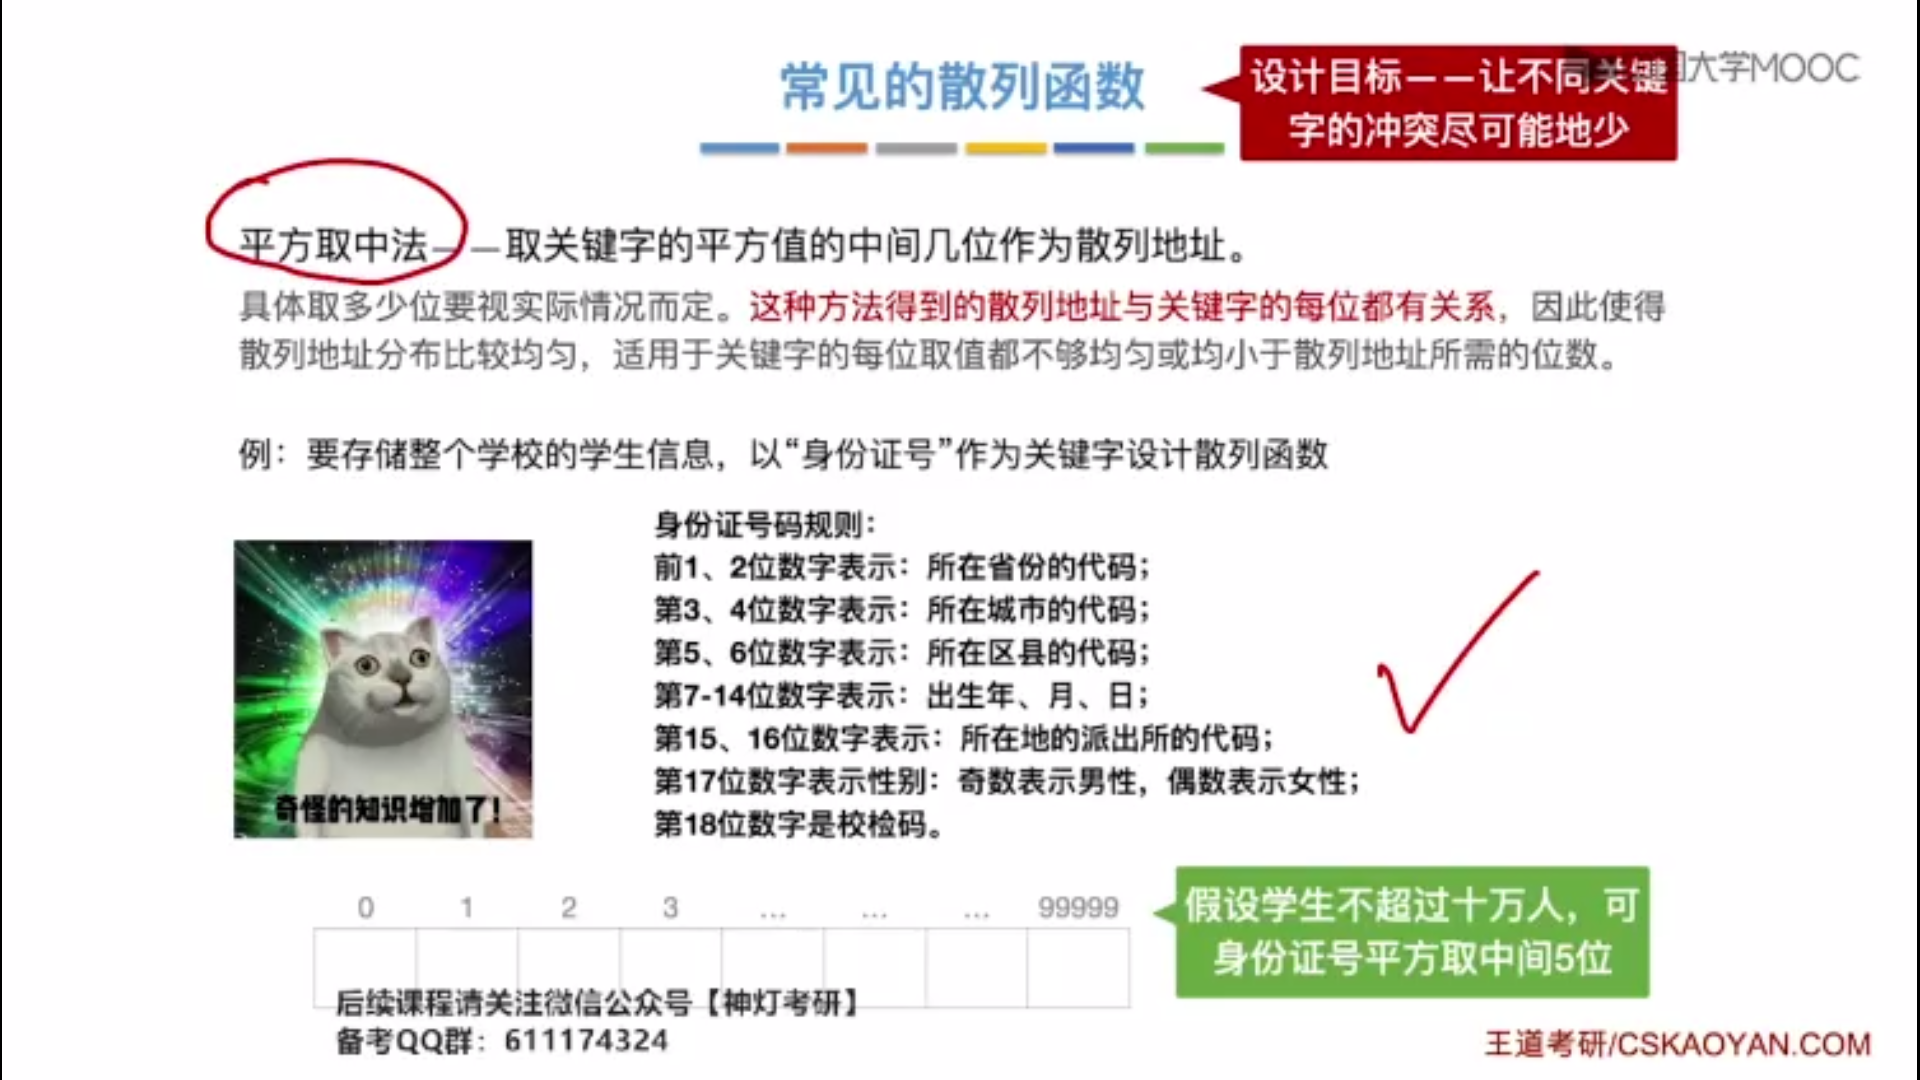 常见的散列函数
设计目标——让不同关键
字的冲突尽可能地少
大学MOOC
平方取中法——取关键字的平方值的中间几位作为散列地址。
具体取多少位要视实际情况而定。这种方法得到的散列地址与关键字的每位都有关系，因此使得
散列地址分布比较均匀，适用于关键字的每位取值都不够均匀或均小于散列地址所需的位数。
例：要存储整个学校的学生信息，以“身份证号”作为关键字设计散列函数
身份证号码规则：
前1、2位数字表示：所在省份的代码；
第3、4位数字表示：所在城市的代码；
第5、6位数字表示：所在区县的代码；
第7-14位数字表示：出生年、月、日；
第15、16位数字表示：所在地的派出所的代码；
第17位数字表示性别：奇数表示男性，偶数表示女性；
第18位数字是校检码。
奇怪的知识增加了！
0 1 2 3 ... ... ... 99999
假设学生不超过十万人，可
身份证号平方取中间5位
后续课程请关注微信公众号【神灯考研】
备考QQ群：611174324
王道考研/CSKAOYAN.COM